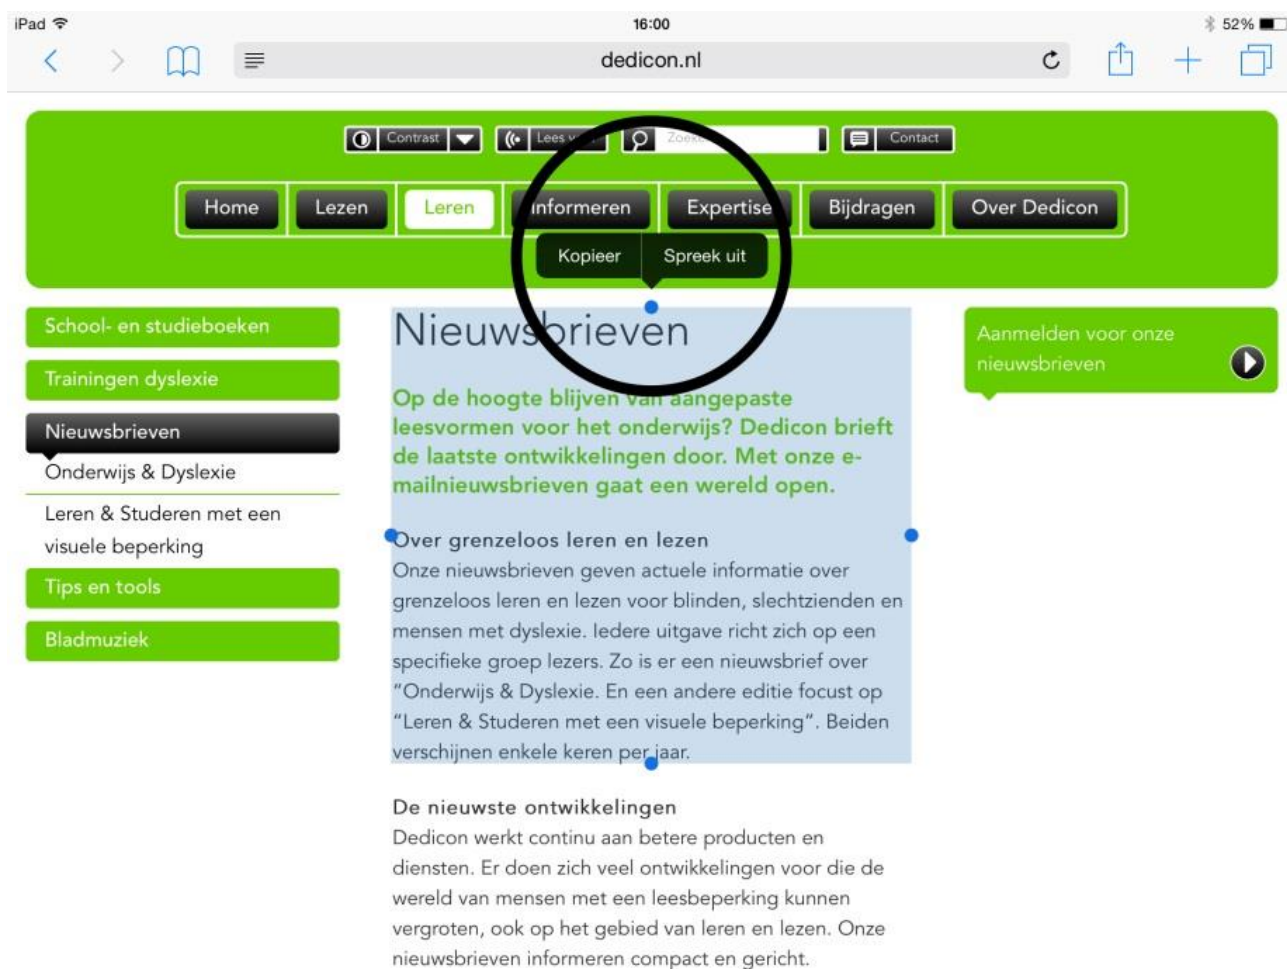 iPad 16:00 52%
dedicon.nl
Contrast Lees Contact
Home Lezen Leren Informeren Expertise Bijdragen Over Dedicon
Kopieer Spreek uit
School- en studieboeken
Trainingen dyslexie
Nieuwsbrieven
Onderwijs & Dyslexie
Leren & Studeren met een
visuele beperking
Tips en tools
Bladmuziek
Nieuwsbrieven
Op de hoogte blijven van aangepaste
leesvormen voor het onderwijs? Dedicon brieft
de laatste ontwikkelingen door. Met onze e-
mailnieuwsbrieven gaat een wereld open.
Over grenzeloos leren en lezen
Onze nieuwsbrieven geven actuele informatie over
grenzeloos leren en lezen voor blinden, slechtzienden en
mensen met dyslexie. Iedere uitgave richt zich op een
specifieke groep lezers. Zo is er een nieuwsbrief over
“Onderwijs & Dyslexie. En een andere editie focust op
“Leren & Studeren met een visuele beperking”. Beiden
verschijnen enkele keren per jaar.
De nieuwste ontwikkelingen
Dedicon werkt continu aan betere producten en
diensten. Er doen zich veel ontwikkelingen voor die de
wereld van mensen met een leesbeperking kunnen
vergroten, ook op het gebied van leren en lezen. Onze
nieuwsbrieven informeren compact en gericht.
Aanmelden voor onze
nieuwsbrieven